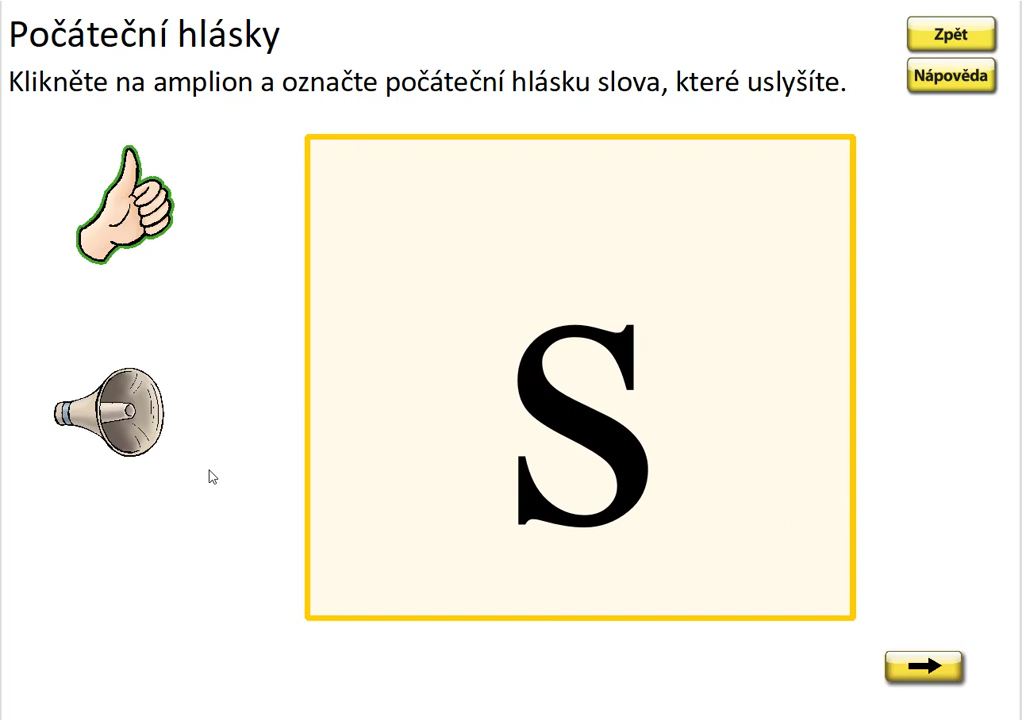 Počáteční hlásky
Zpět
Klikněte na amplion a označte počáteční hlásku slova, které uslyšíte.
Nápověda
s